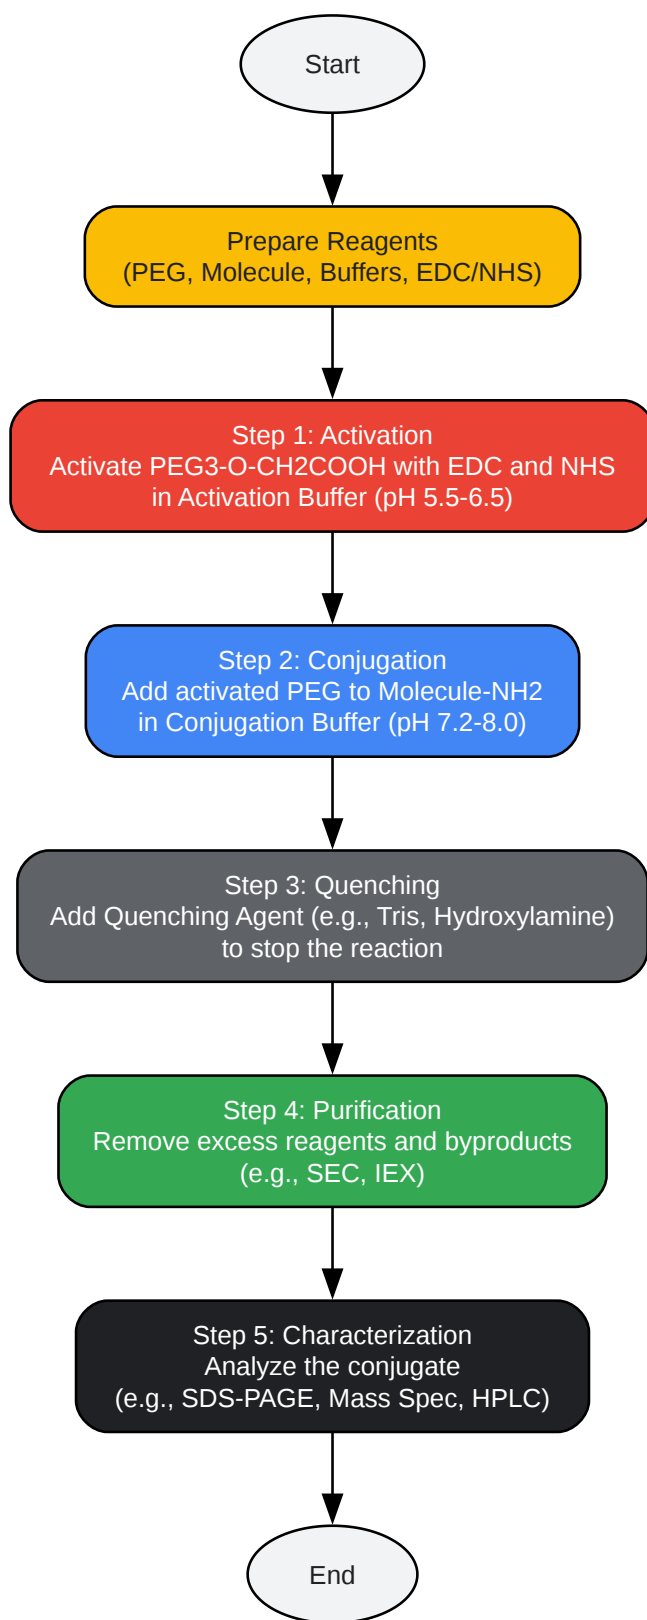 Start
Prepare Reagents
(PEG, Molecule, Buffers, EDC/NHS)
Step 1: Activation
Activate PEG3-O-CH2COOH with EDC and NHS
in Activation Buffer (pH 5.5-6.5)
Step 2: Conjugation
Add activated PEG to Molecule-NH2
in Conjugation Buffer (pH 7.2-8.0)
Step 3: Quenching
Add Quenching Agent (e.g., Tris, Hydroxylamine)
to stop the reaction
Step 4: Purification
Remove excess reagents and byproducts
(e.g., SEC, IEX)
Step 5: Characterization
Analyze the conjugate
(e.g., SDS-PAGE, Mass Spec, HPLC)
End